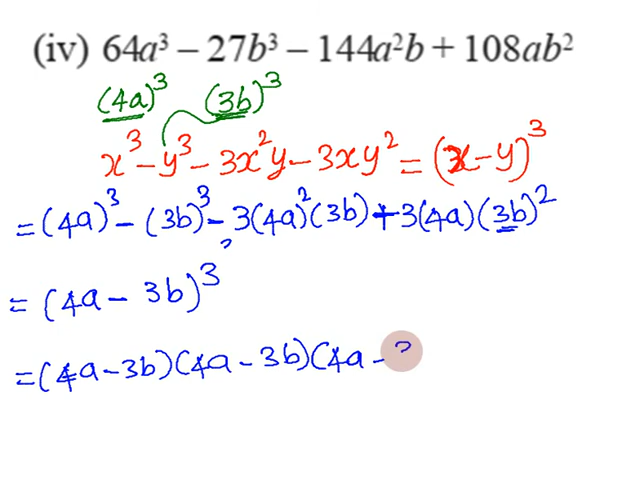 (iv) 64a³ − 27b³ − 144a²b + 108ab²
(4a)³ (3b)³
x³ − y³ − 3x²y − 3xy² = (x − y)³
= (4a)³ − (3b)³ − 3(4a)²(3b) + 3(4a)(3b)²
= (4a − 3b)³
= (4a − 3b)(4a − 3b)(4a − 3